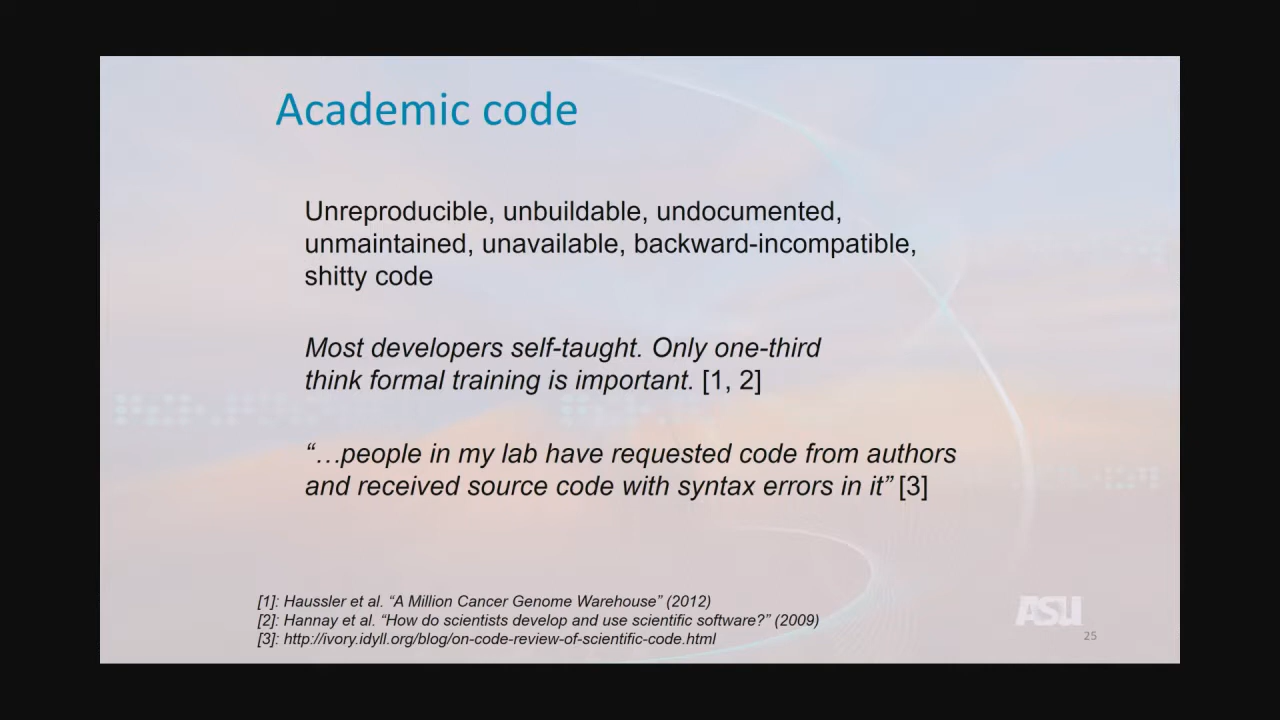 Academic code
Unreproducible, unbuildable, undocumented,
unmaintained, unavailable, backward-incompatible,
shitty code
Most developers self-taught. Only one-third
think formal training is important. [1, 2]
“…people in my lab have requested code from authors
and received source code with syntax errors in it” [3]
[1]: Haussler et al. “A Million Cancer Genome Warehouse” (2012)
[2]: Hannay et al. “How do scientists develop and use scientific software?” (2009)
[3]: http://ivory.idyll.org/blog/on-code-review-of-scientific-code.html
ASU
25